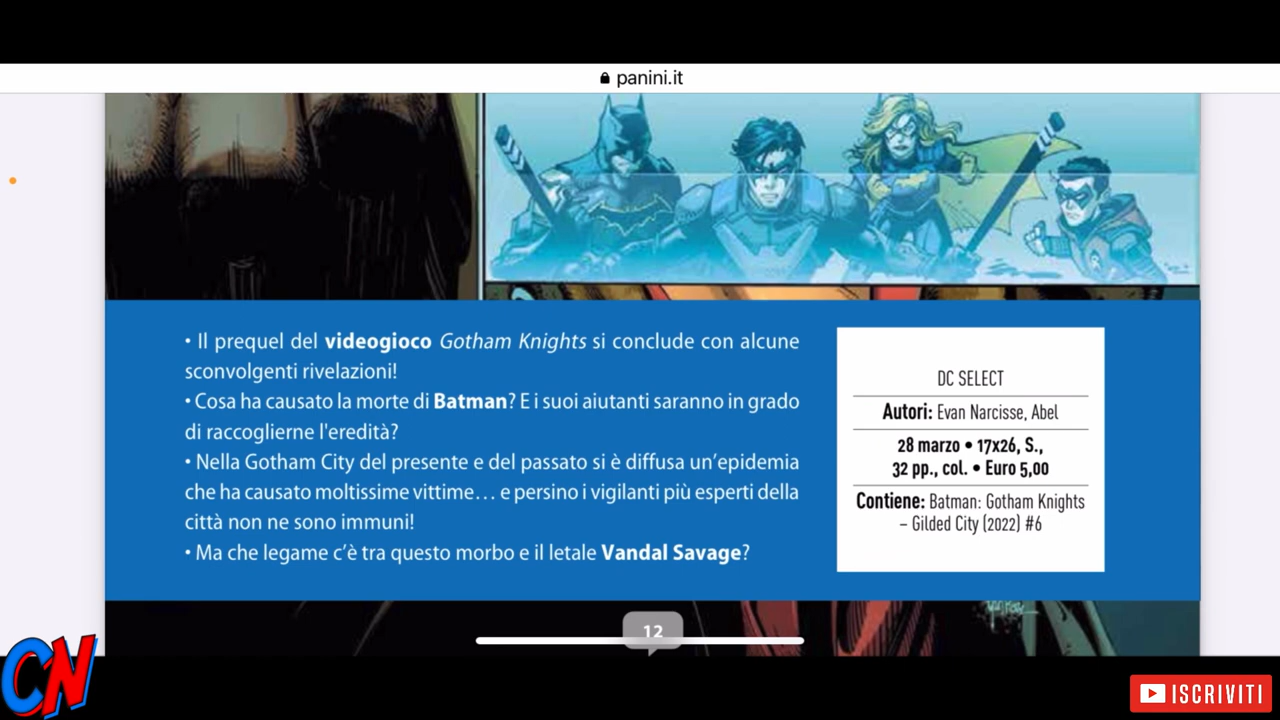 panini.it
• Il prequel del videogioco Gotham Knights si conclude con alcune
sconvolgenti rivelazioni!
• Cosa ha causato la morte di Batman? E i suoi aiutanti saranno in grado
di raccoglierne l'eredità?
• Nella Gotham City del presente e del passato si è diffusa un’epidemia
che ha causato moltissime vittime… e persino i vigilanti più esperti della
città non ne sono immuni!
• Ma che legame c’è tra questo morbo e il letale Vandal Savage?
DC SELECT
Autori: Evan Narcisse, Abel
28 marzo • 17x26, S.,
32 pp., col. • Euro 5,00
Contiene: Batman: Gotham Knights
– Gilded City (2022) #6
12
CN
ISCRIVITI